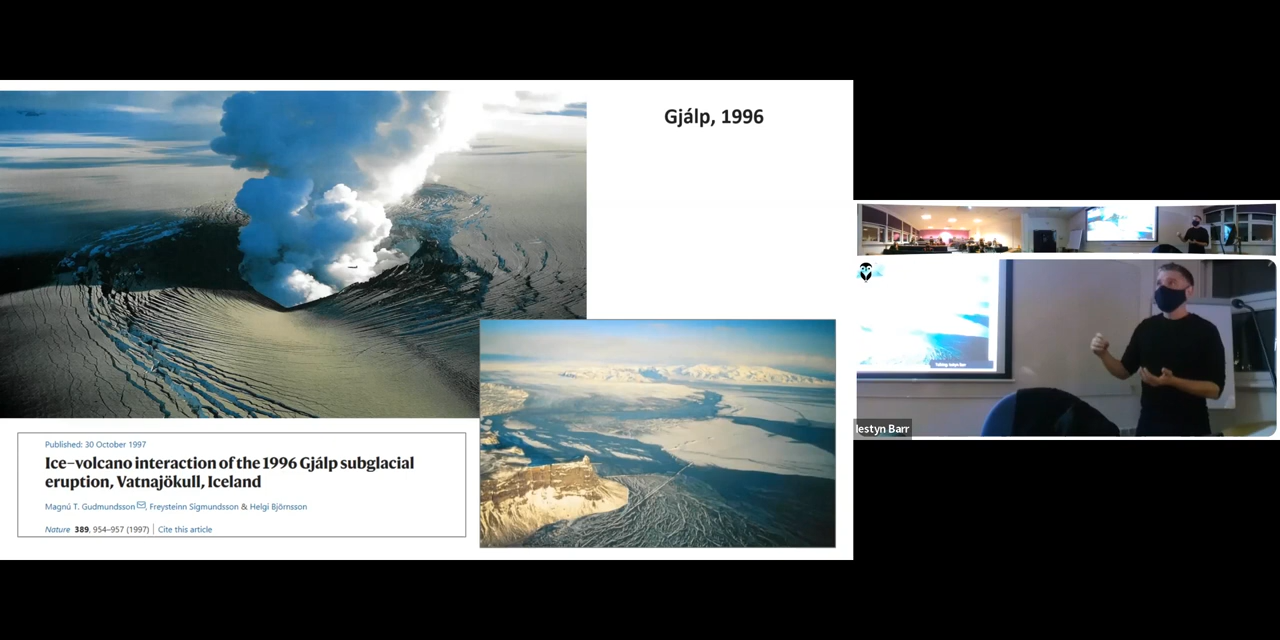 Gjálp, 1996
Published: 30 October 1997
Ice–volcano interaction of the 1996 Gjálp subglacial
eruption, Vatnajökull, Iceland
Magnú T. Gudmundsson, Freysteinn Sigmundsson & Helgi Björnsson
Nature 389, 954–957 (1997) | Cite this article
Iestyn Barr